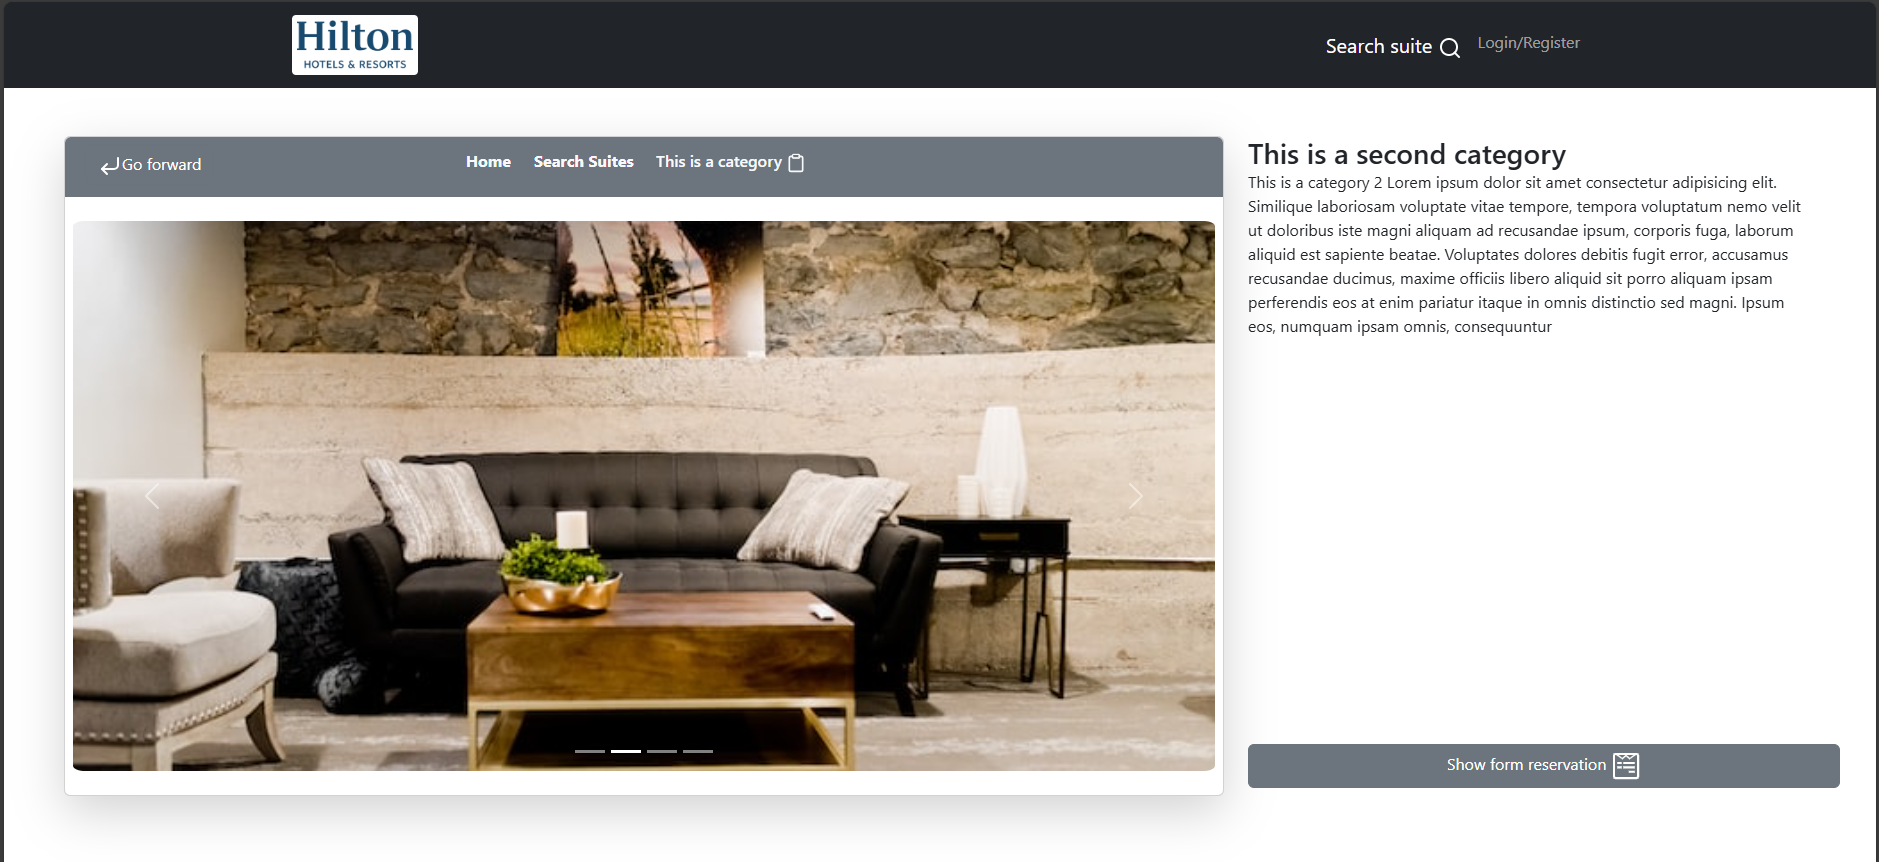 Hilton
HOTELS & RESORTS
Search suite
Login/Register
Go forward
Home
Search Suites
This is a category
This is a second category
This is a category 2 Lorem ipsum dolor sit amet consectetur adipisicing elit.
Similique laboriosam voluptate vitae tempore, tempora voluptatum nemo velit
ut doloribus iste magni aliquam ad recusandae ipsum, corporis fuga, laborum
aliquid est sapiente beatae. Voluptates dolores debitis fugit error, accusamus
recusandae ducimus, maxime officiis libero aliquid sit porro aliquam ipsam
perferendis eos at enim pariatur itaque in omnis distinctio sed magni. Ipsum
eos, numquam ipsam omnis, consequuntur
Show form reservation